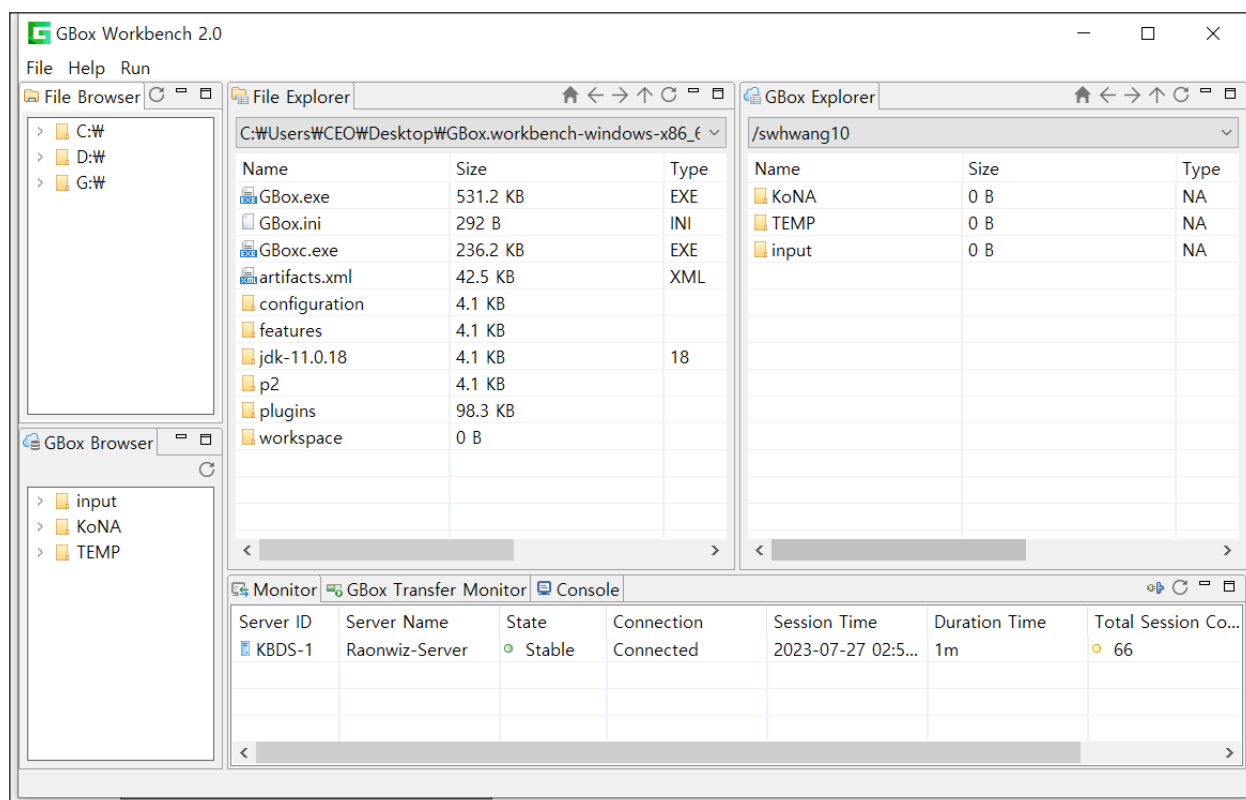 GBox Workbench 2.0
File Help Run
File Browser
C:₩
D:₩
G:₩
GBox Browser
input
KoNA
TEMP
File Explorer
C:₩Users₩CEO₩Desktop₩GBox.workbench-windows-x86_6
Name Size Type
GBox.exe 531.2 KB EXE
GBox.ini 292 B INI
GBoxc.exe 236.2 KB EXE
artifacts.xml 42.5 KB XML
configuration 4.1 KB
features 4.1 KB
jdk-11.0.18 4.1 KB 18
p2 4.1 KB
plugins 98.3 KB
workspace 0 B
GBox Explorer
/swhwang10
Name Size Type
KoNA 0 B NA
TEMP 0 B NA
input 0 B NA
Monitor GBox Transfer Monitor Console
Server ID Server Name State Connection Session Time Duration Time Total Session Co...
KBDS-1 Raonwiz-Server Stable Connected 2023-07-27 02:5... 1m 66